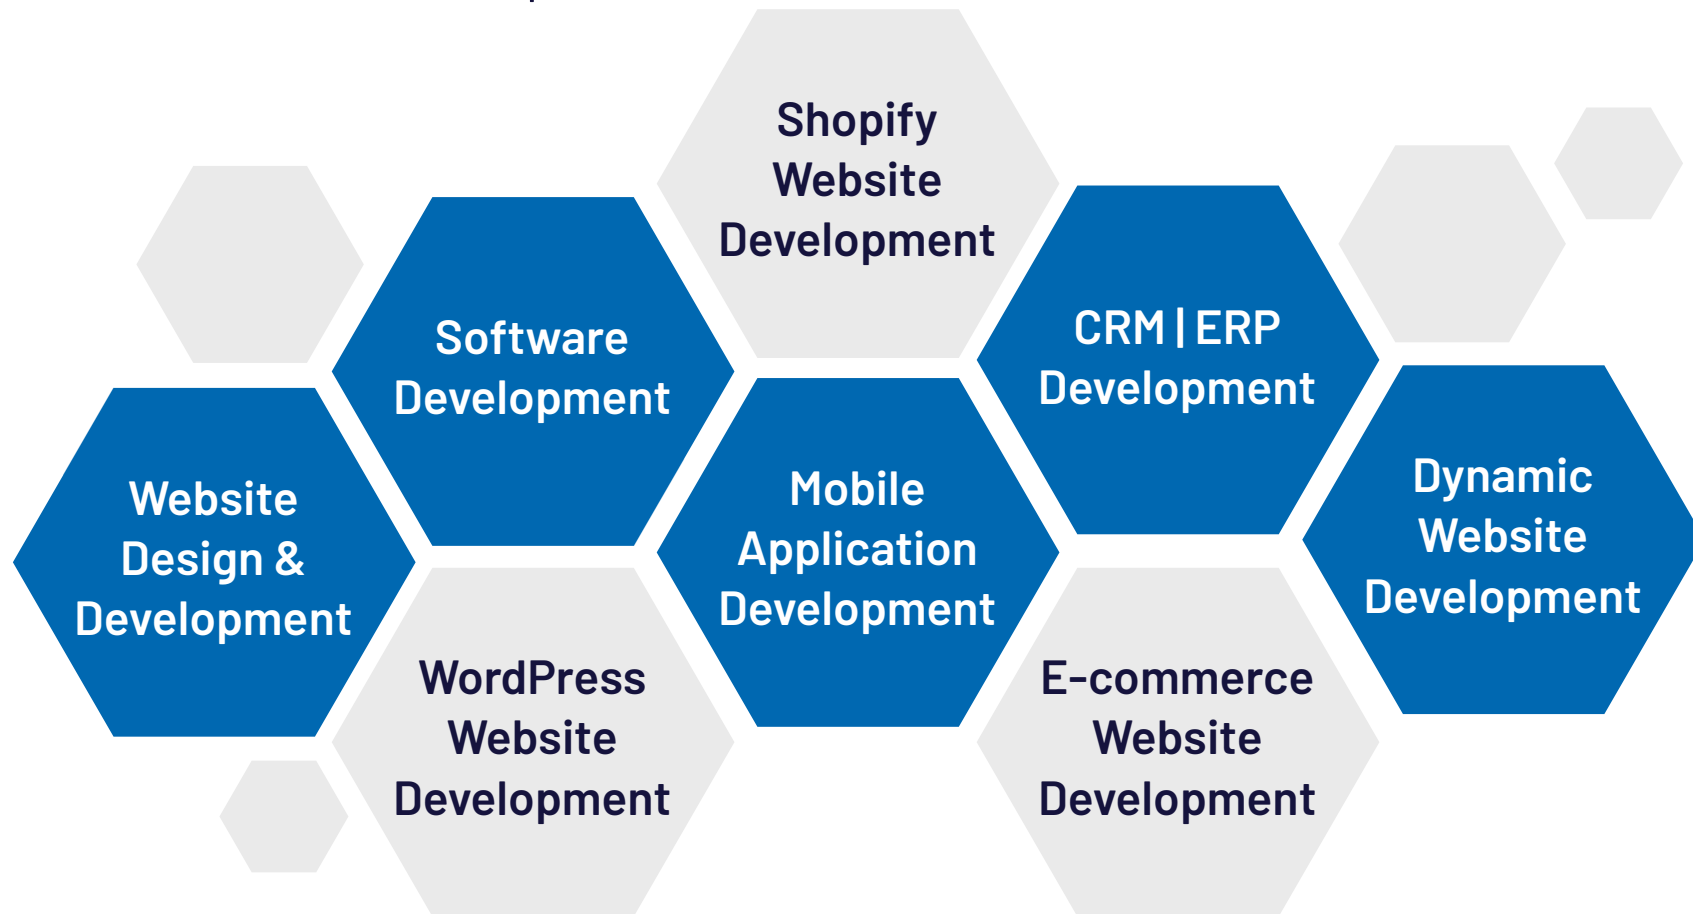 Shopify
Website
Development
Software
Development
CRM | ERP
Development
Website
Design &
Development
Mobile
Application
Development
Dynamic
Website
Development
WordPress
Website
Development
E-commerce
Website
Development